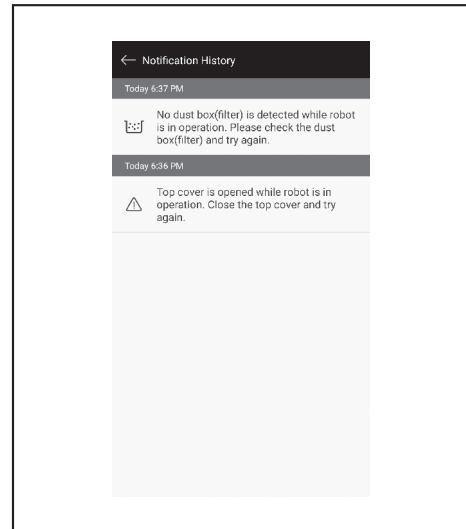 Notification History
Today 6:37 PM
No dust box(filter) is detected while robot
is in operation. Please check the dust
box(filter) and try again.
Today 6:36 PM
Top cover is opened while robot is in
operation. Close the top cover and try
again.